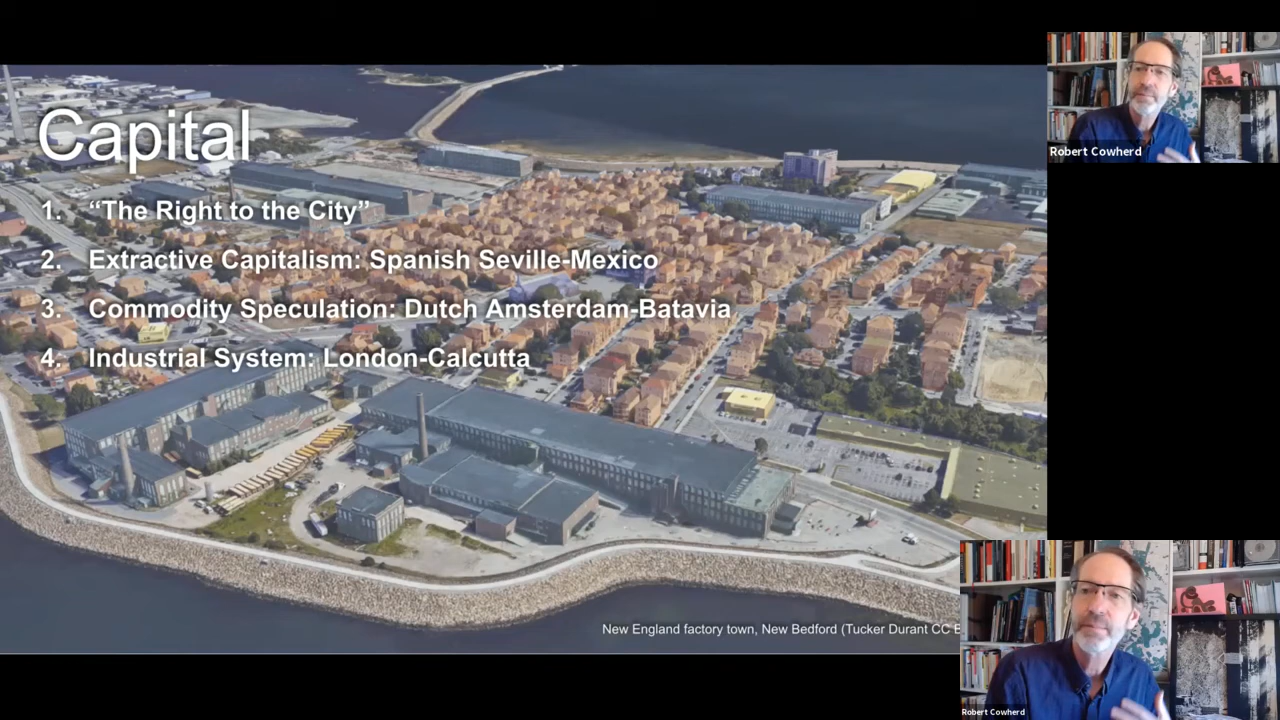 Capital
1. “The Right to the City”
2. Extractive Capitalism: Spanish Seville-Mexico
3. Commodity Speculation: Dutch Amsterdam-Batavia
4. Industrial System: London-Calcutta
New England factory town, New Bedford (Tucker Durant CC
Robert Cowherd
Robert Cowherd